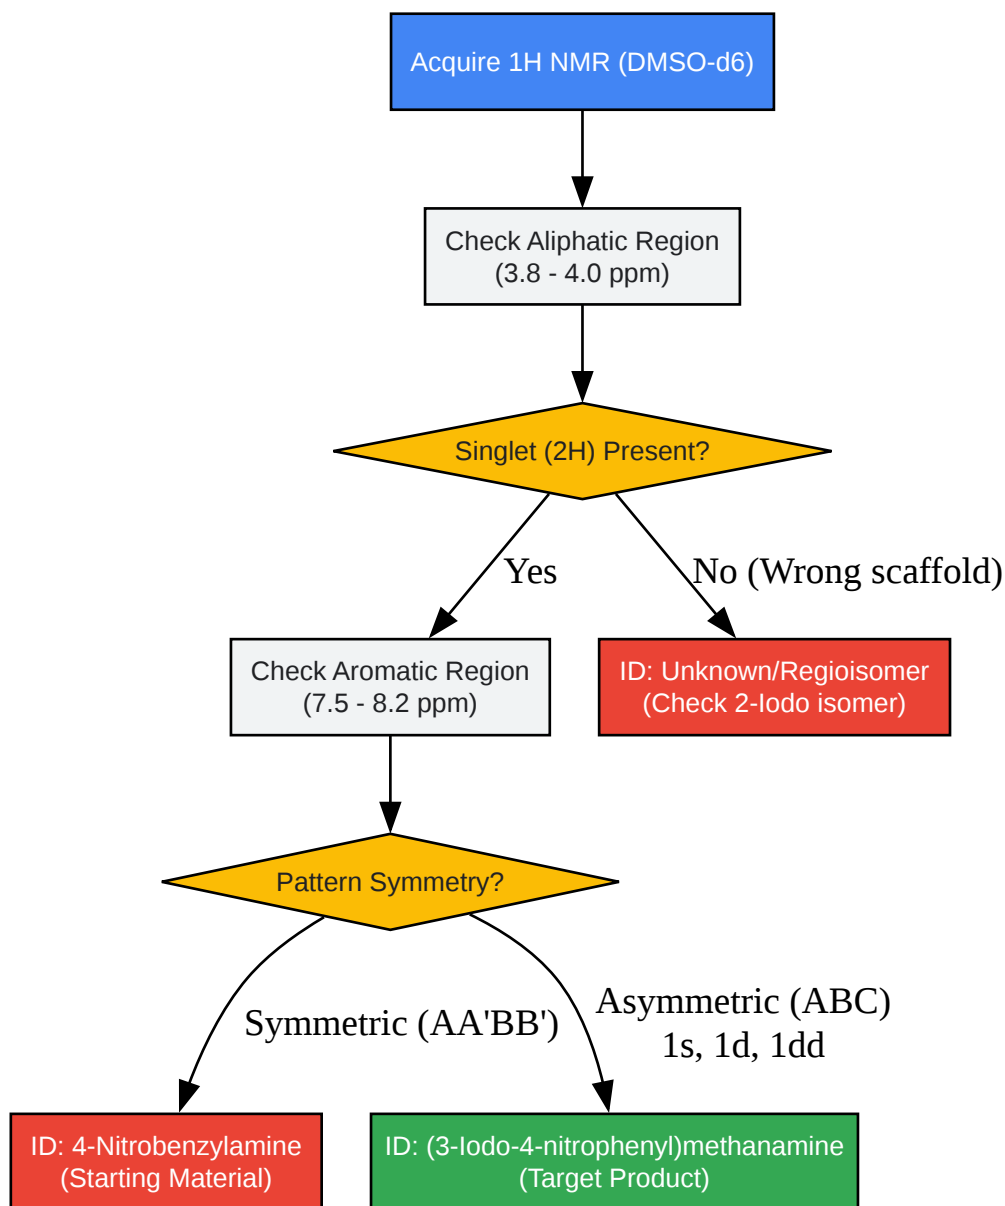 Acquire 1H NMR (DMSO-d6)
Check Aliphatic Region
(3.8 - 4.0 ppm)
Singlet (2H) Present?
Yes
No (Wrong scaffold)
Check Aromatic Region
(7.5 - 8.2 ppm)
ID: Unknown/Regioisomer
(Check 2-Iodo isomer)
Pattern Symmetry?
Symmetric (AA'BB')
Asymmetric (ABC)
1s, 1d, 1dd
ID: 4-Nitrobenzylamine
(Starting Material)
ID: (3-Iodo-4-nitrophenyl)methanamine
(Target Product)